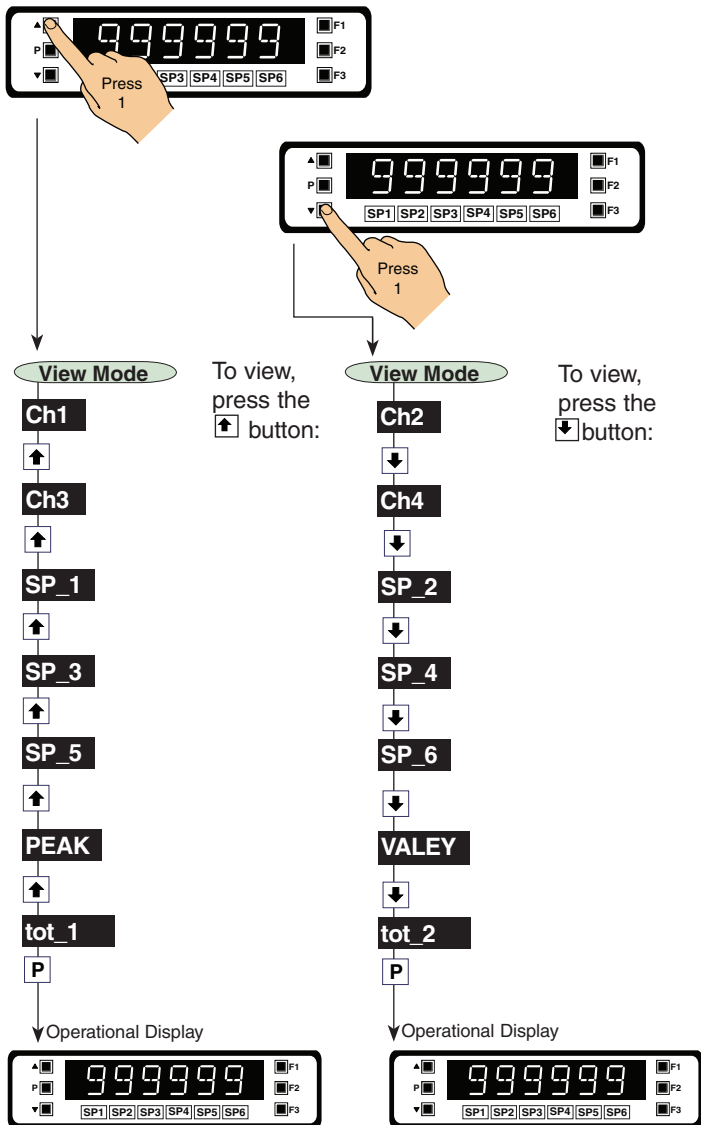 ▲ 999999 F1
P F2
▼ SP3 SP4 SP5 SP6 F3
Press
1
▲ 999999 F1
P F2
▼ SP1 SP2 SP3 SP4 SP5 SP6 F3
Press
1
View Mode
To view,
press the
↑ button:
Ch1
↑
Ch3
↑
SP_1
↑
SP_3
↑
SP_5
↑
PEAK
↑
tot_1
P
Operational Display
▲ 999999 F1
P F2
▼ SP1 SP2 SP3 SP4 SP5 SP6 F3
View Mode
To view,
press the
↓ button:
Ch2
↓
Ch4
↓
SP_2
↓
SP_4
↓
SP_6
↓
VALEY
↓
tot_2
P
Operational Display
▲ 999999 F1
P F2
▼ SP1 SP2 SP3 SP4 SP5 SP6 F3